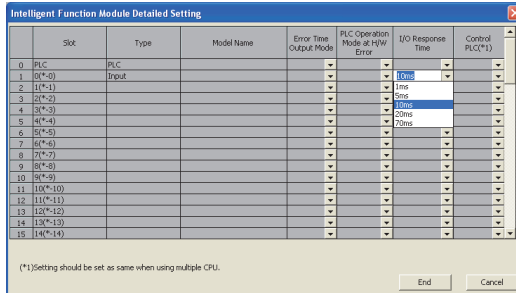 Intelligent Function Module Detailed Setting
Slot Type Model Name Error Time Output Mode PLC Operation Mode at H/W Error I/O Response Time Control PLC(*1)
0 PLC PLC
1 0(*-0) Input 10ms
2 1(*-1) 1ms
3 2(*-2) 5ms
4 3(*-3) 10ms
5 4(*-4) 20ms
6 5(*-5) 70ms
7 6(*-6)
8 7(*-7)
9 8(*-8)
10 9(*-9)
11 10(*-10)
12 11(*-11)
13 12(*-12)
14 13(*-13)
15 14(*-14)
(*1)Setting should be set as same when using multiple CPU.
End Cancel